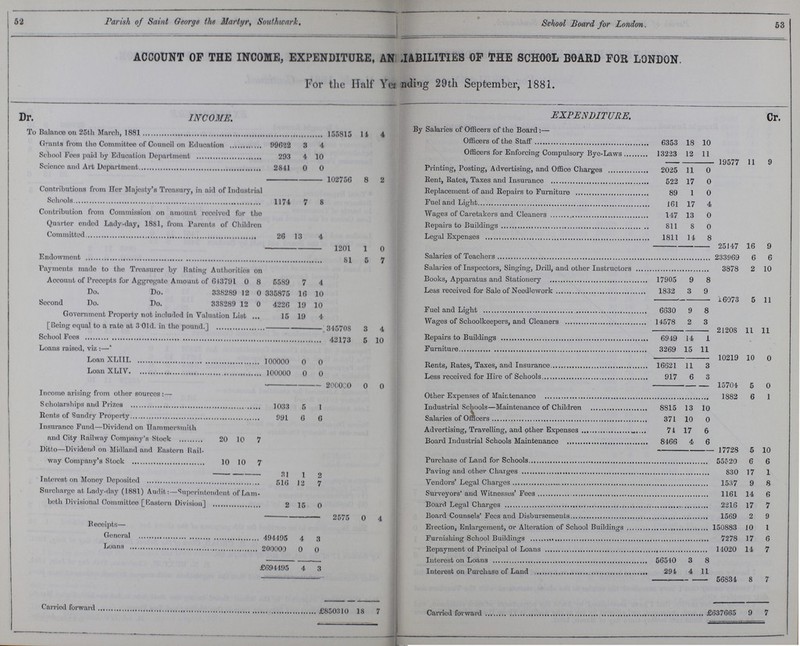 52
Parish of Saint George the Martyr, Southwark.
School Board for London.
53
ACCOUNT OF THE INCOME, EXPENDITURE, AN IABILITIES OF THE SCHOOL BOARD FOR LONDON.
For the Half Yea nding 29th September, 1881.
Dr.
INCOME.
To Balance on 25th March, 1881 155815 14 4
Grants from the Committee of Council on Education 99622 3 4
School Fees paid by Education Department 293 4 10
Science and Art Department 2841 0 0
102756 8 2
Contributions from Her Majesty's Treasury, in aid of Industrial
Schools 1174 7 8
Contribution from Commission on amount received for the
Quarter ended Lady-day, 1881, from Parents of Children
Committed 26 13 4
1201 1 0
Endowment 81 5 7
Payments made to the Treasurer by Rating Authorities on
Account of Precepts for Aggregate Amount of 643791 0 8 5589 7 4
Do. Do. 338289 12 0 335875 16 10
Second Do. Do. 338289 12 0 4226 19 10
Government Property not included in Valuation List ... 15 19 4
[Being equal to a rate at 3·01d. in the pound.] 345708 3 4
School Fees 42173 5 10
Loans raised, viz:—
Loan XLIII. 100000 0 0
Loan XLIV. 100000 0 0
200000 0 0
Income arising from other sources:—
Scholarships and Prizes 1033 5 1
Rents of Sundry Property 991 6 6
Insurance Fund—Dividend on Hammersmith
and City Railway Company's Stock 20 10 7
Ditto—Dividend on Midland and Eastern Rail-
way Company's Stock 10 10 7
31 1 2
Interest on Money Deposited 516 12 7
Surcharge at Lady-day (1881) Audit:—Superintendent of Lam-
beth Divisional Committee [Eastern Division] 2 15 0
2575 0 4
Receipts—
General 494495 4 3
Loans 200000 0 0
£694495 4 3
Carried forward £850310 18 7
EXPENDITURE.
Cr.
By Salaries of Officers of the Board:—
Officers of the Staff 6353 18 10
Officers for Enforcing Compulsory Bye-Laws 13223 12 11
19577 11 9
Printing, Posting, Advertising, and Office Charges 2025 11 0
Rent, Rates, Taxes and Insurance 522 17 0
Replacement of and Repairs to Furniture 89 1 0
Fuel and Light 161 17 4
Wages of Caretakers and Cleaners 147 13 0
Repairs to Buildings 811 8 0
Legal Expenses 1811 14 8
25147 16 9
Salaries of Teachers 233969 6 6
Salaries of Inspectors, Singing, Drill, and other Instructors 3878 2 10
Books, Apparatus and Stationery 17905 9 8
Less received for Sale of Needlework 1832 3 9
16073 5 11
Fuel and Light 6630 9 8
Wages of Schoolkeepers, and Cleaners 14578 2 3
21208 11 11
Repairs to Buildings 6949 14 1
Furniture 3269 15 11
10219 10 0
Rents, Rates, Taxes, and Insurance 16621 11 3
Less received for Hire of Schools 917 6 3
15704 5 0
Other Expenses of Maintenance 1882 6 1
Industrial Schools—Maintenance of Children 8815 13 10
Salaries of Officers 371 10 0
Advertising, Travelling, and other Expenses 74 17 6
Board Industrial Schools Maintenance 8466 4 6
17728 5 10
Purchase of Land for Schools 55520 6 6
Paving and other Charges 830 17 1
Vendors' Legal Charges 1537 9 8
Surveyors' and Witnesses' Fees 1161 14 6
Board Legal Charges 2216 17 7
Board Counsels' Fees and Disbursements 1569 2 9
Erection, Enlargement, or Alteration of School Buildings 150883 10 1
Furnishing School Buildings 7278 17 6
Repayment of Principal of Loans 14020 14 7
Interest on Loans 56540 3 8
Interest on Purchase of Land 294 4 11
56834 8 7
Carried forward £637665 9 7